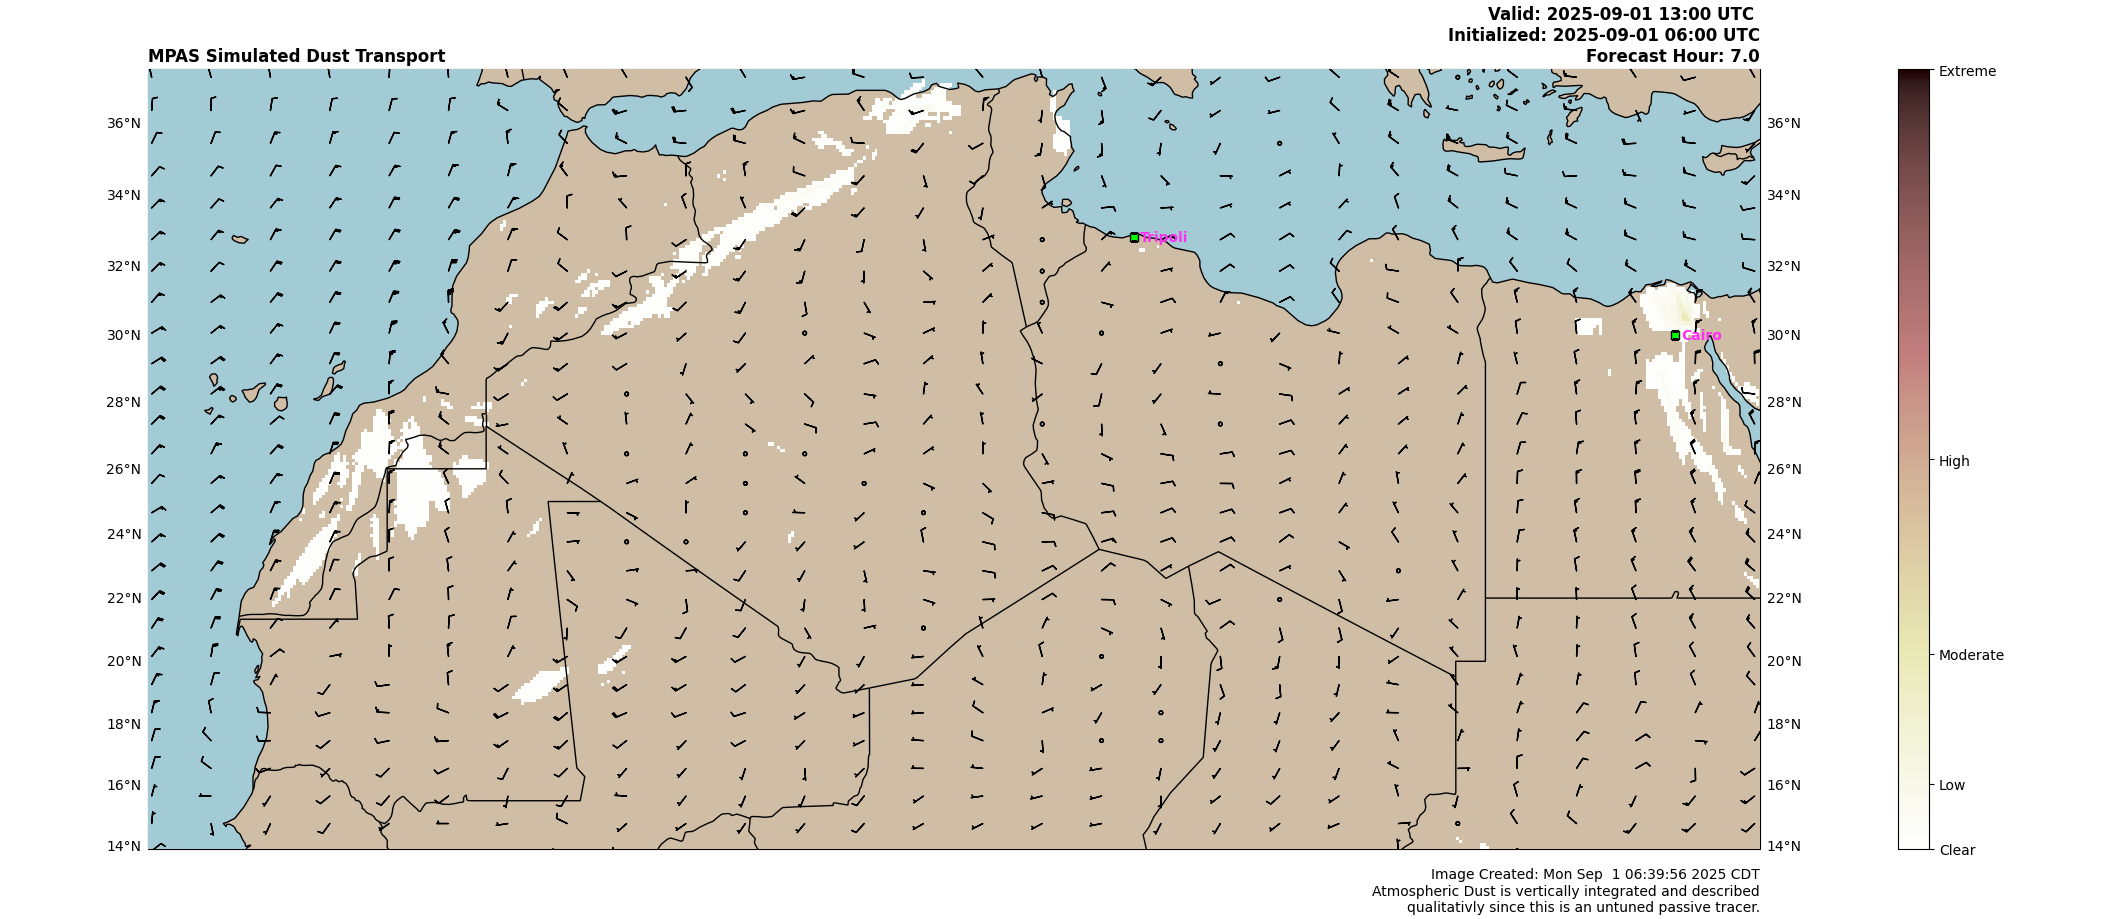 Valid: 2025-09-01 13:00 UTC
Initialized: 2025-09-01 06:00 UTC
MPAS Simulated Dust Transport
Forecast Hour: 7.0
Extreme
36°N
36°N
34°N
34°N
Tripoli
32°N
32°N
30°N
Cairo
30°N
28°N
28°N
26°N
26°N
High
24°N
24°N
22°N
22°N
20°N
20°N
Moderate
18°N
18°N
16°N
16°N
Low
14°N
14°N
Clear
Image Created: Mon Sep  1 06:39:56 2025 CDT
Atmospheric Dust is vertically integrated and described
qualitativly since this is an untuned passive tracer.